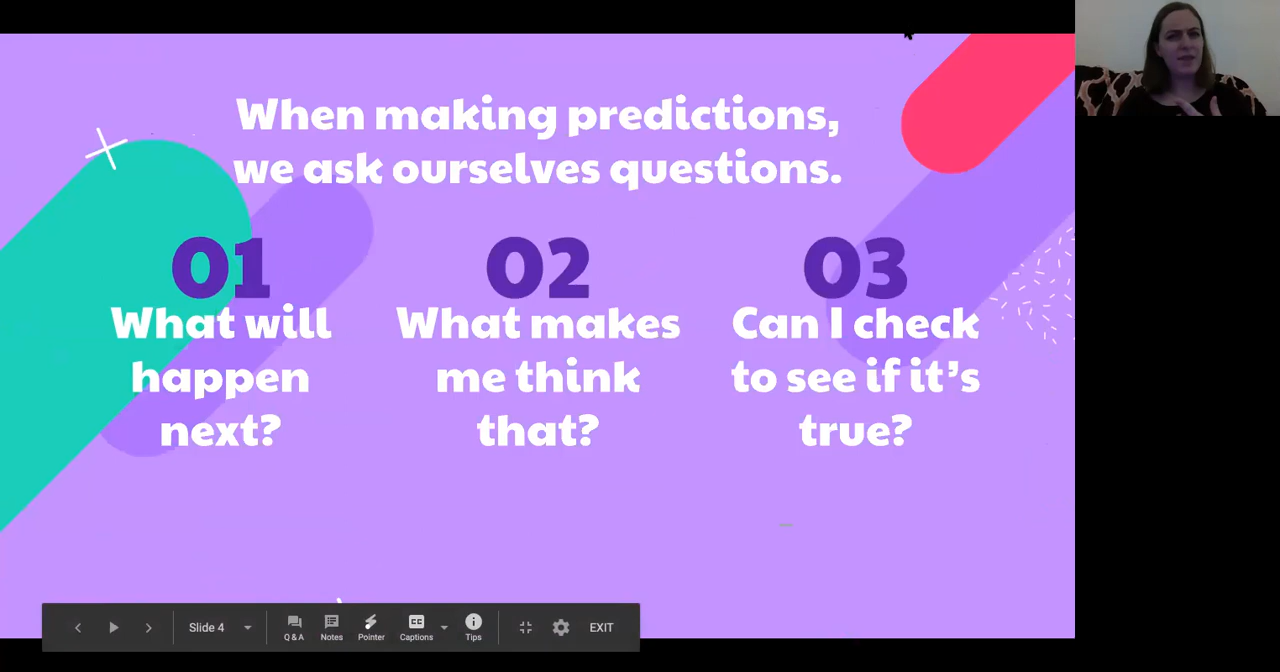 When making predictions,
we ask ourselves questions.
01
What will
happen
next?
02
What makes
me think
that?
03
Can I check
to see if it's
true?
Slide 4
Q & A
Notes
Pointer
CC
Captions
Tips
EXIT